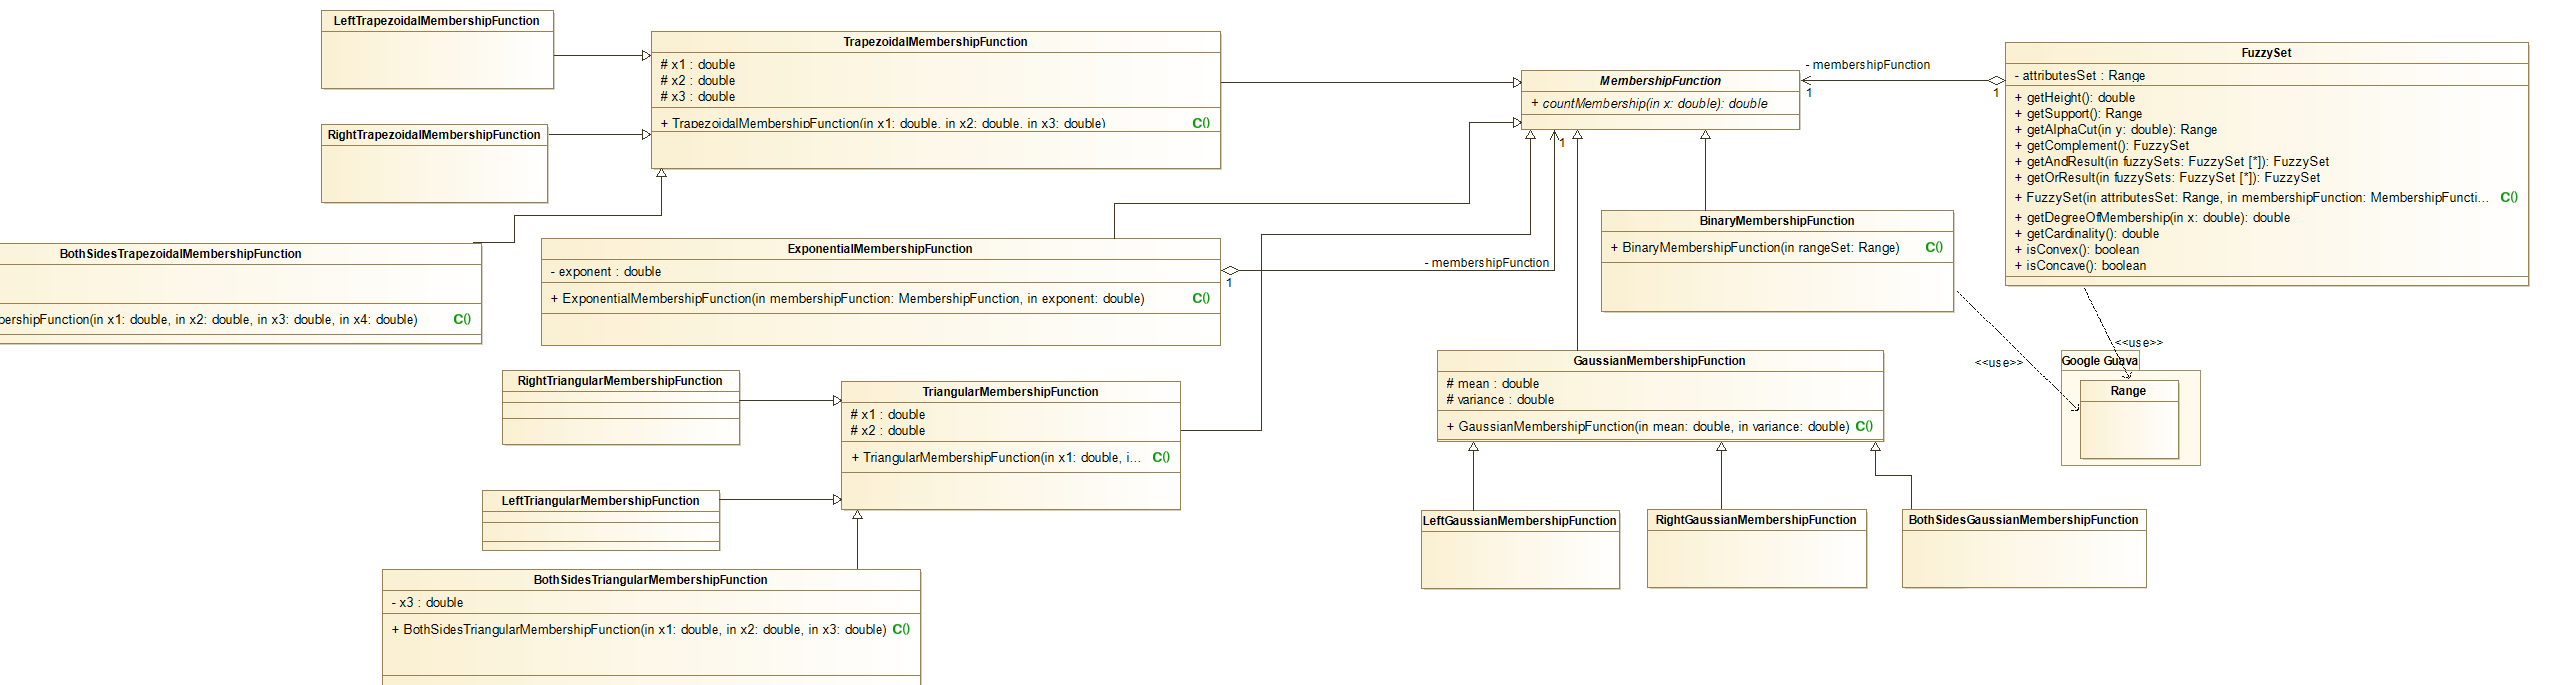 LeftTrapezoidalMembershipFunction
RightTrapezoidalMembershipFunction
TrapezoidalMembershipFunction
# x1 : double
# x2 : double
# x3 : double
+ TrapezoidalMembershipFunction(in x1: double, in x2: double, in x3: double) C()
MembershipFunction
+ countMembership(in x: double): double
- membershipFunction
1
1
1
FuzzySet
- attributesSet : Range
+ getHeight(): double
+ getSupport(): Range
+ getAlphaCut(in y: double): Range
+ getComplement(): FuzzySet
+ getAndResult(in fuzzySets: FuzzySet [*]): FuzzySet
+ getOrResult(in fuzzySets: FuzzySet [*]): FuzzySet
+ FuzzySet(in attributesSet: Range, in membershipFunction: MembershipFuncti... C()
+ getDegreeOfMembership(in x: double): double
+ getCardinality(): double
+ isConvex(): boolean
+ isConcave(): boolean
BothSidesTrapezoidalMembershipFunction
bershipFunction(in x1: double, in x2: double, in x3: double, in x4: double) C()
ExponentialMembershipFunction
- exponent : double
+ ExponentialMembershipFunction(in membershipFunction: MembershipFunction, in exponent: double) C()
- membershipFunction
1
BinaryMembershipFunction
+ BinaryMembershipFunction(in rangeSet: Range) C()
<<use>>
<<use>>
Google Guava
Range
RightTriangularMembershipFunction
TriangularMembershipFunction
# x1 : double
# x2 : double
+ TriangularMembershipFunction(in x1: double, i... C()
LeftTriangularMembershipFunction
GaussianMembershipFunction
# mean : double
# variance : double
+ GaussianMembershipFunction(in mean: double, in variance: double) C()
LeftGaussianMembershipFunction
RightGaussianMembershipFunction
BothSidesGaussianMembershipFunction
BothSidesTriangularMembershipFunction
- x3 : double
+ BothSidesTriangularMembershipFunction(in x1: double, in x2: double, in x3: double) C()